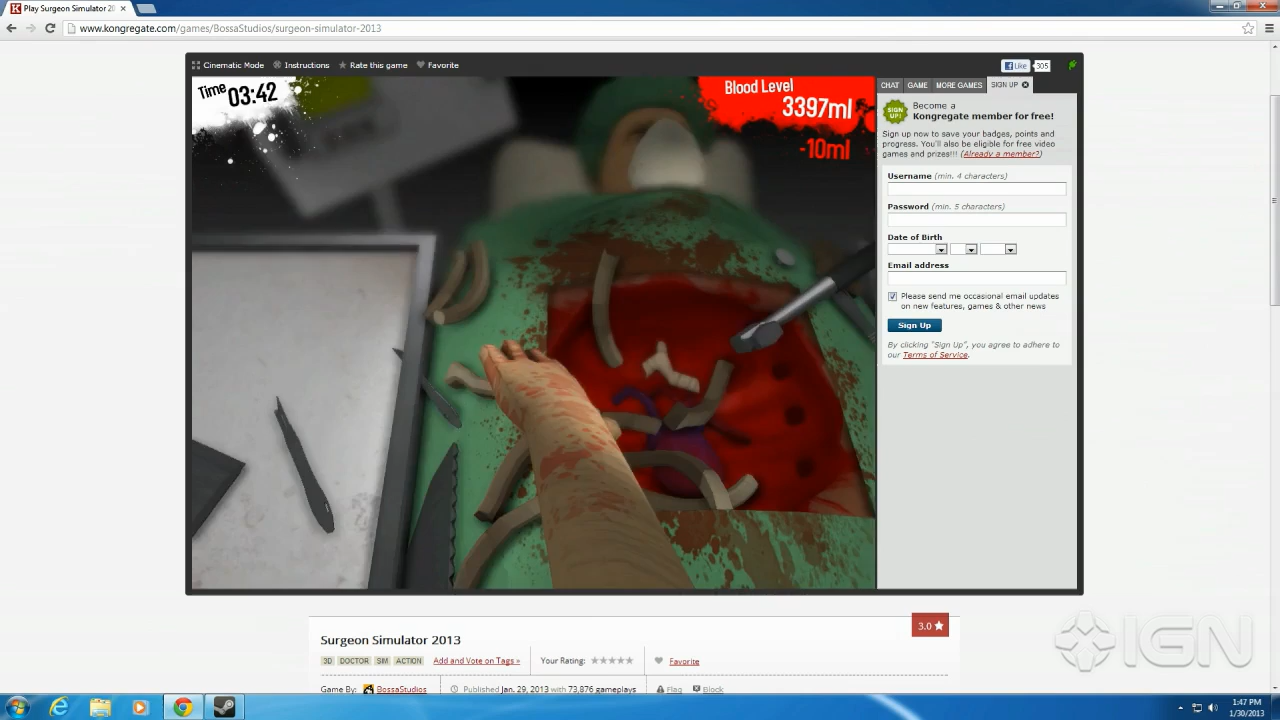 Play Surgeon Simulator 20
www.kongregate.com/games/BossaStudios/surgeon-simulator-2013
Cinematic Mode Instructions Rate this game Favorite
Like 305
Time 03:42
Blood Level
3397ml
-10ml
CHAT GAME MORE GAMES SIGN UP
SIGN UP!
Become a
Kongregate member for free!
Sign up now to save your badges, points and
progress. You'll also be eligible for free video
games and prizes!!! (Already a member?)
Username (min. 4 characters)
Password (min. 5 characters)
Date of Birth
Email address
Please send me occasional email updates
on new features, games & other news
Sign Up
By clicking "Sign Up", you agree to adhere to
our Terms of Service.
Surgeon Simulator 2013
3.0
3D DOCTOR SIM ACTION Add and Vote on Tags » Your Rating: Favorite
Game By: BossaStudios Published Jan. 29, 2013 with 73,876 gameplays Flag Block
IGN
1:47 PM
1/30/2013